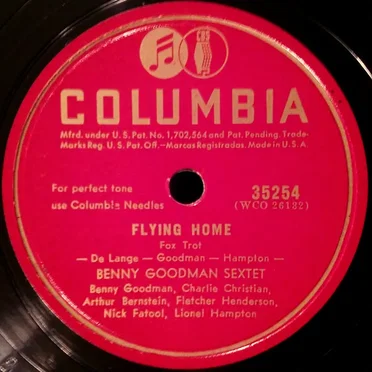 CBS
COLUMBIA
Mfrd. under U.S. Pat. No. 1,702,564 and Pat. Pending. Trade-
Marks Reg. U.S. Pat. Off.—Marcas Registradas. Made in U.S.A.
For perfect tone
use Columbia Needles
35254
(WCO 26132)
FLYING HOME
Fox Trot
— De Lange — Goodman — Hampton —
BENNY GOODMAN SEXTET
Benny Goodman, Charlie Christian,
Arthur Bernstein, Fletcher Henderson,
Nick Fatool, Lionel Hampton